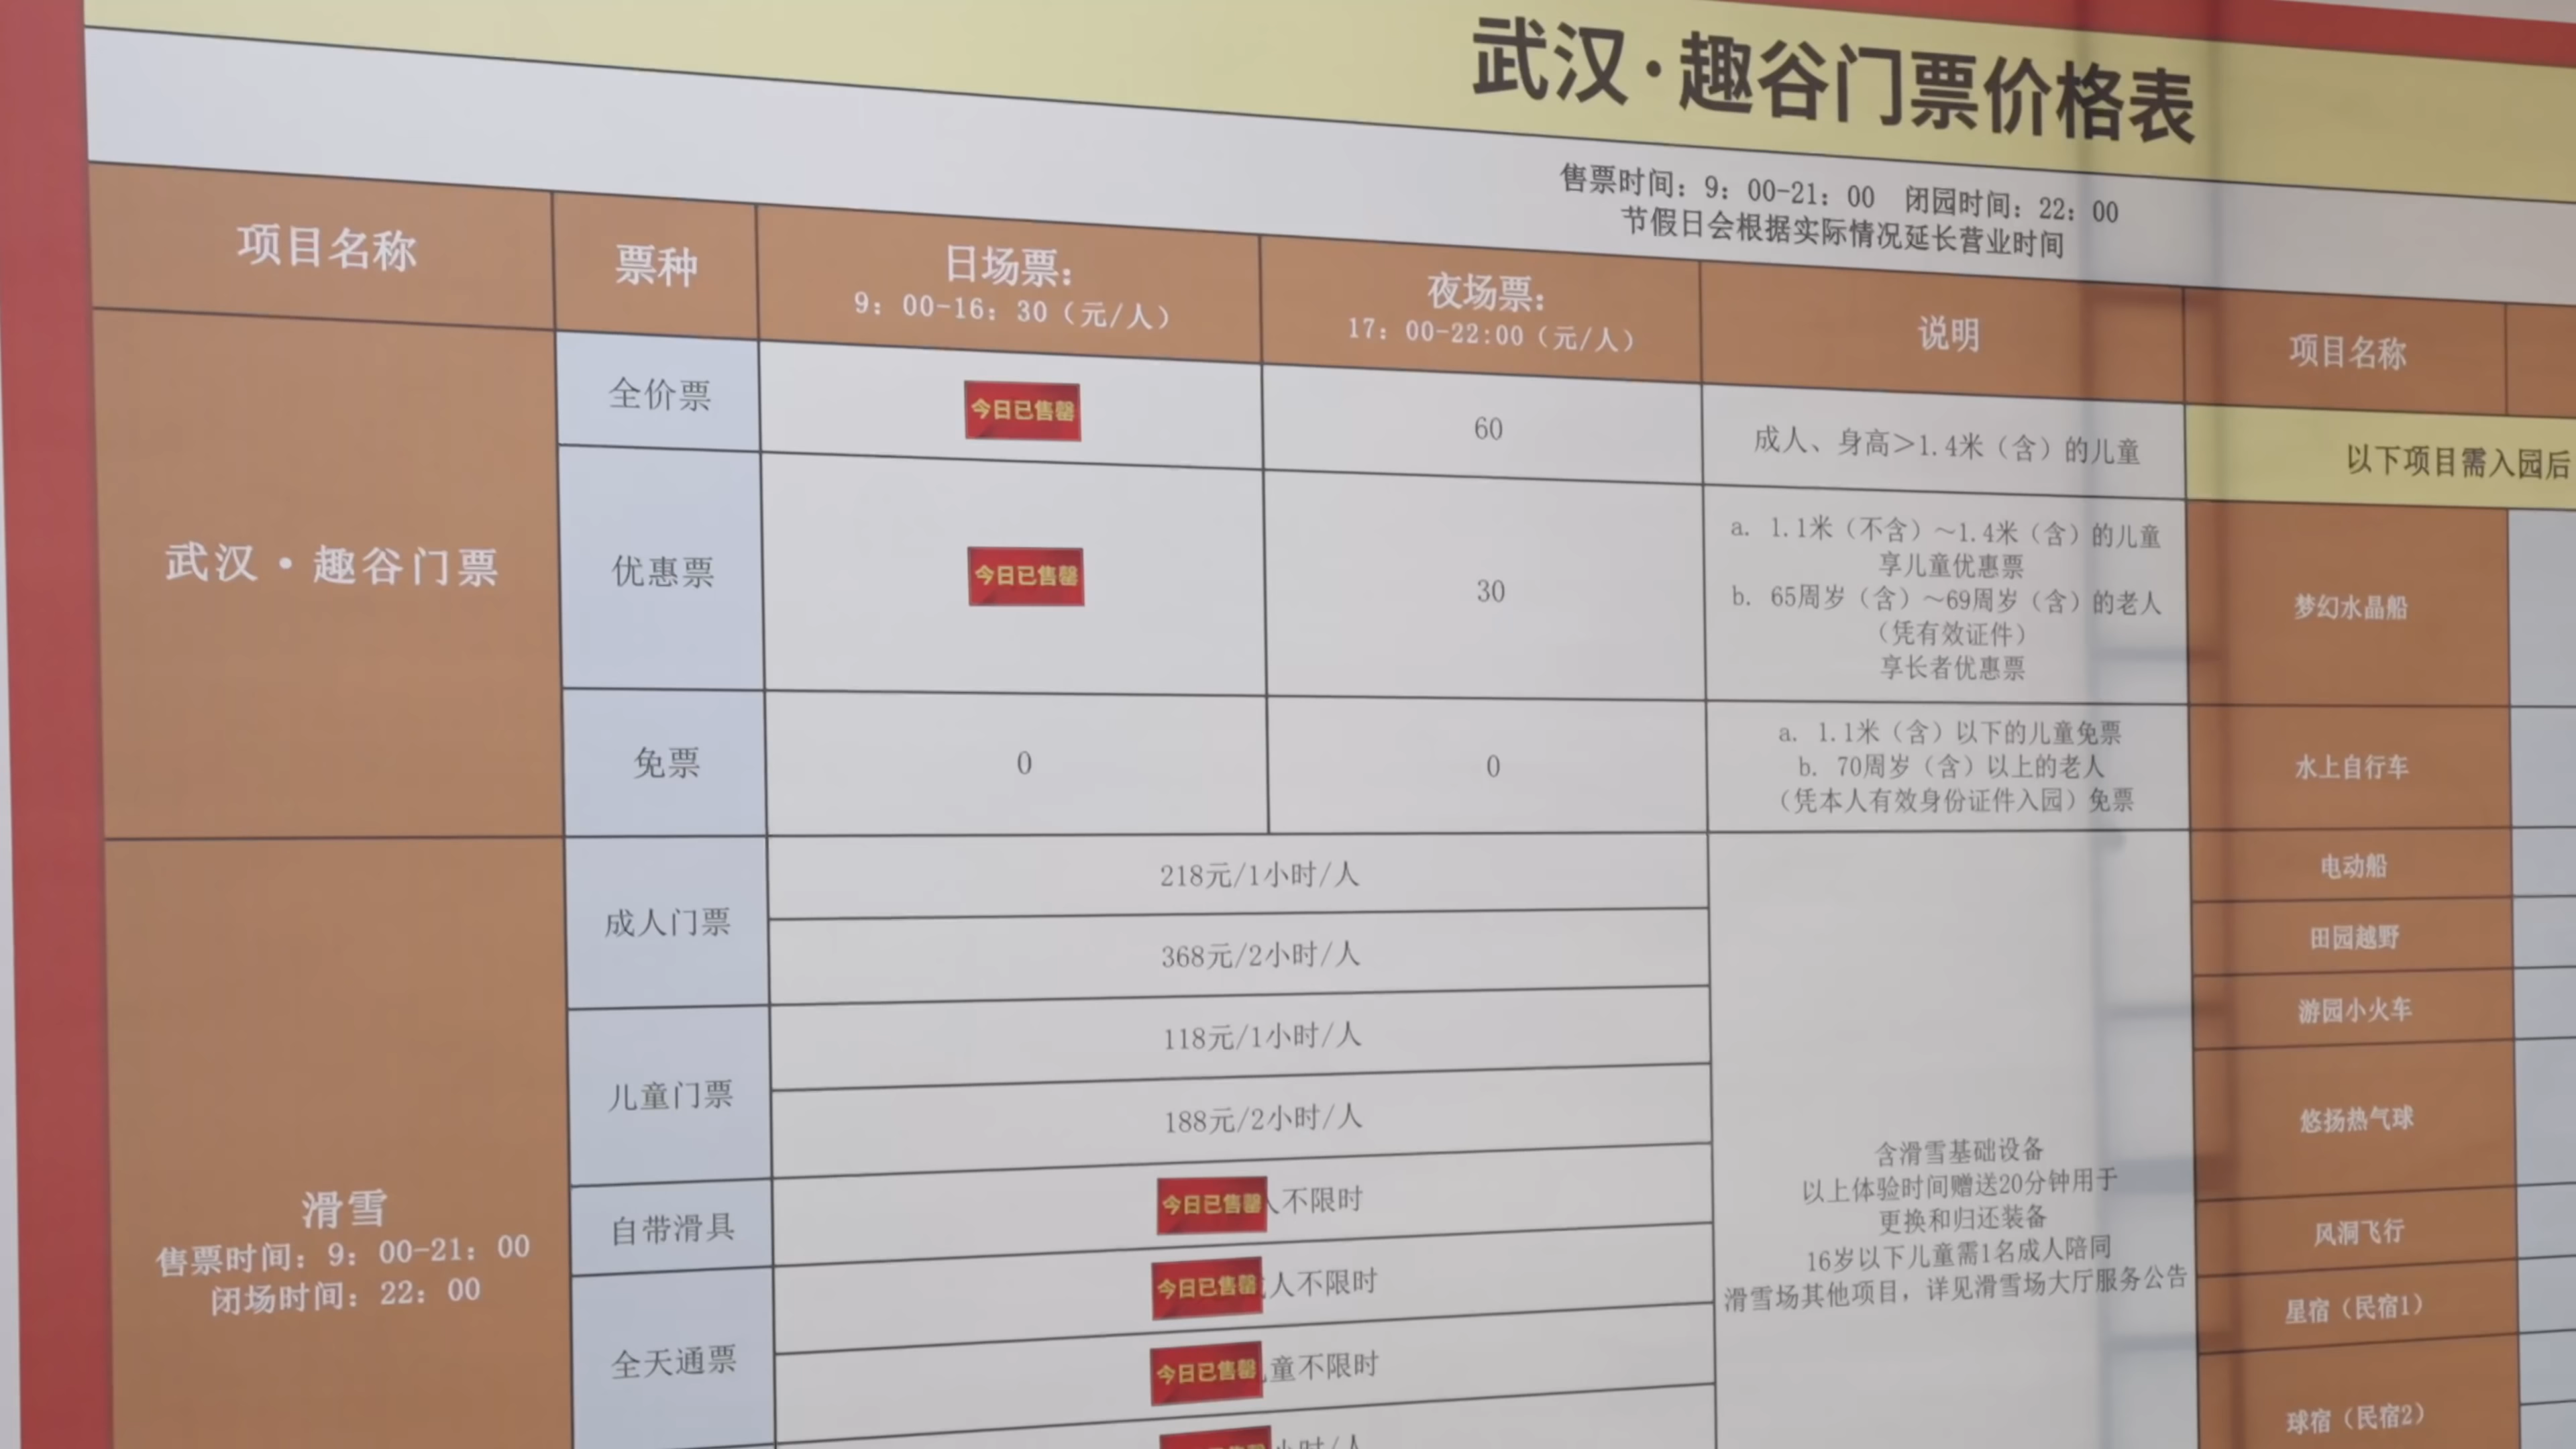 武汉·趣谷门票价格表
售票时间：9：00-21：00 闭园时间：22：00
节假日会根据实际情况延长营业时间
项目名称
票种
日场票：
9：00-16：30（元/人）
夜场票：
17：00-22:00（元/人）
说明
项目名称
武汉·趣谷门票
全价票
今日已售罄
60
成人、身高＞1.4米（含）的儿童
以下项目需入园后
优惠票
今日已售罄
30
a. 1.1米（不含）～1.4米（含）的儿童
享儿童优惠票
b. 65周岁（含）～69周岁（含）的老人
（凭有效证件）
享长者优惠票
梦幻水晶船
免票
0
0
a. 1.1米（含）以下的儿童免票
b. 70周岁（含）以上的老人
（凭本人有效身份证件入园）免票
水上自行车
滑雪
售票时间：9：00-21：00
闭场时间：22：00
成人门票
218元/1小时/人
368元/2小时/人
儿童门票
118元/1小时/人
188元/2小时/人
自带滑具
今日已售罄 人不限时
全天通票
今日已售罄 人不限时
今日已售罄 童不限时
小时/人
含滑雪基础设备
以上体验时间赠送20分钟用于
更换和归还装备
16岁以下儿童需1名成人陪同
滑雪场其他项目，详见滑雪场大厅服务公告
电动船
田园越野
游园小火车
悠扬热气球
风洞飞行
星宿（民宿1）
球宿（民宿2）